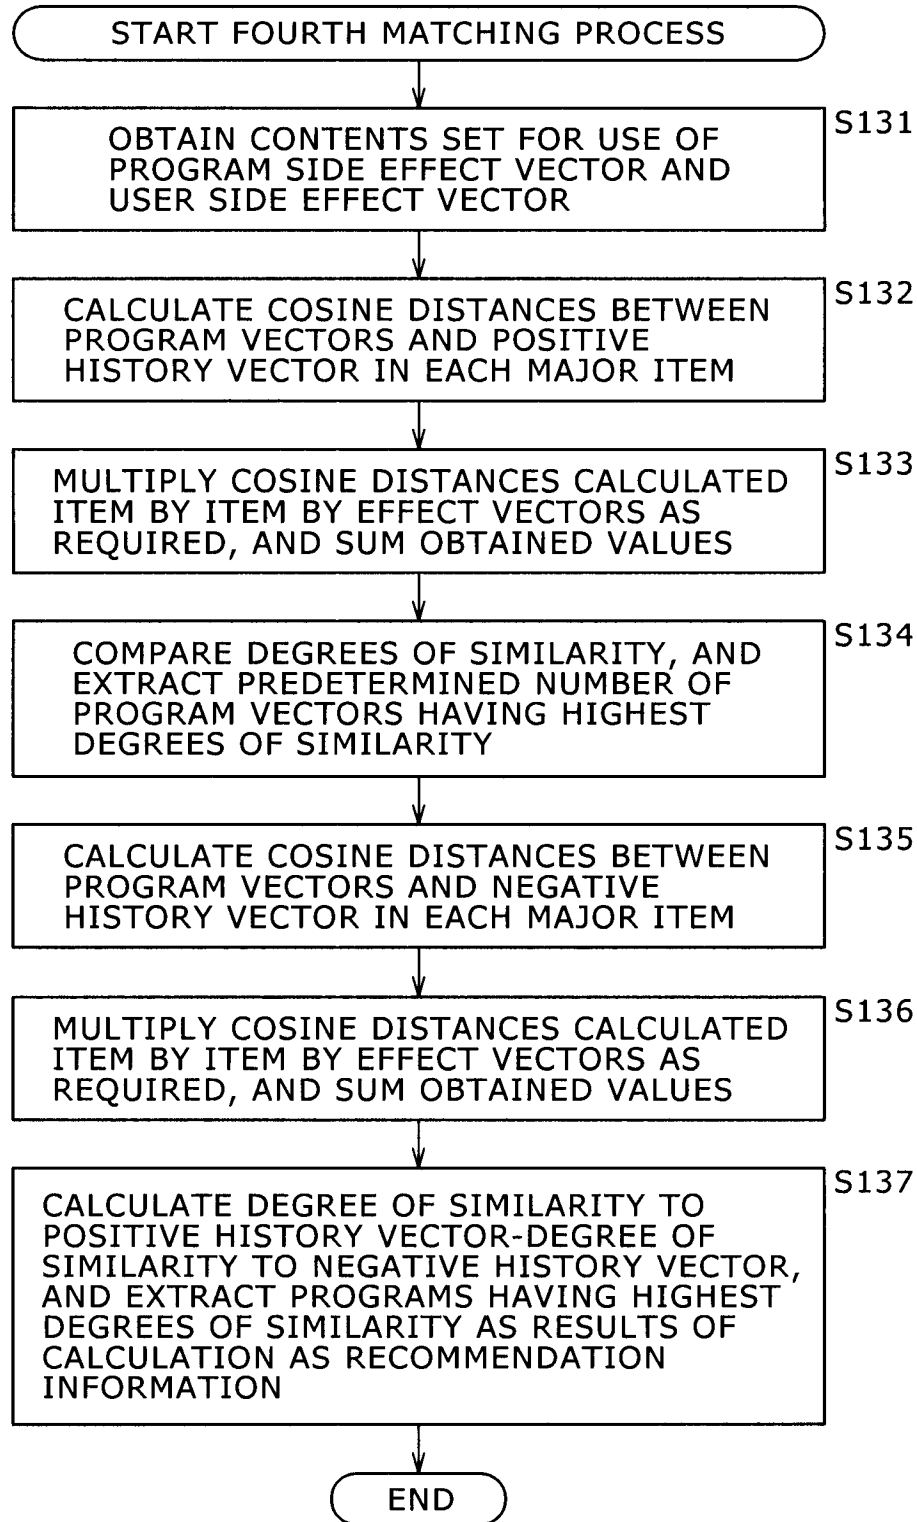 START FOURTH MATCHING PROCESS
S131
OBTAIN CONTENTS SET FOR USE OF
PROGRAM SIDE EFFECT VECTOR AND
USER SIDE EFFECT VECTOR
S132
CALCULATE COSINE DISTANCES BETWEEN
PROGRAM VECTORS AND POSITIVE
HISTORY VECTOR IN EACH MAJOR ITEM
S133
MULTIPLY COSINE DISTANCES CALCULATED
ITEM BY ITEM BY EFFECT VECTORS AS
REQUIRED, AND SUM OBTAINED VALUES
S134
COMPARE DEGREES OF SIMILARITY, AND
EXTRACT PREDETERMINED NUMBER OF
PROGRAM VECTORS HAVING HIGHEST
DEGREES OF SIMILARITY
S135
CALCULATE COSINE DISTANCES BETWEEN
PROGRAM VECTORS AND NEGATIVE
HISTORY VECTOR IN EACH MAJOR ITEM
S136
MULTIPLY COSINE DISTANCES CALCULATED
ITEM BY ITEM BY EFFECT VECTORS AS
REQUIRED, AND SUM OBTAINED VALUES
S137
CALCULATE DEGREE OF SIMILARITY TO
POSITIVE HISTORY VECTOR-DEGREE OF
SIMILARITY TO NEGATIVE HISTORY VECTOR,
AND EXTRACT PROGRAMS HAVING HIGHEST
DEGREES OF SIMILARITY AS RESULTS OF
CALCULATION AS RECOMMENDATION
INFORMATION
END